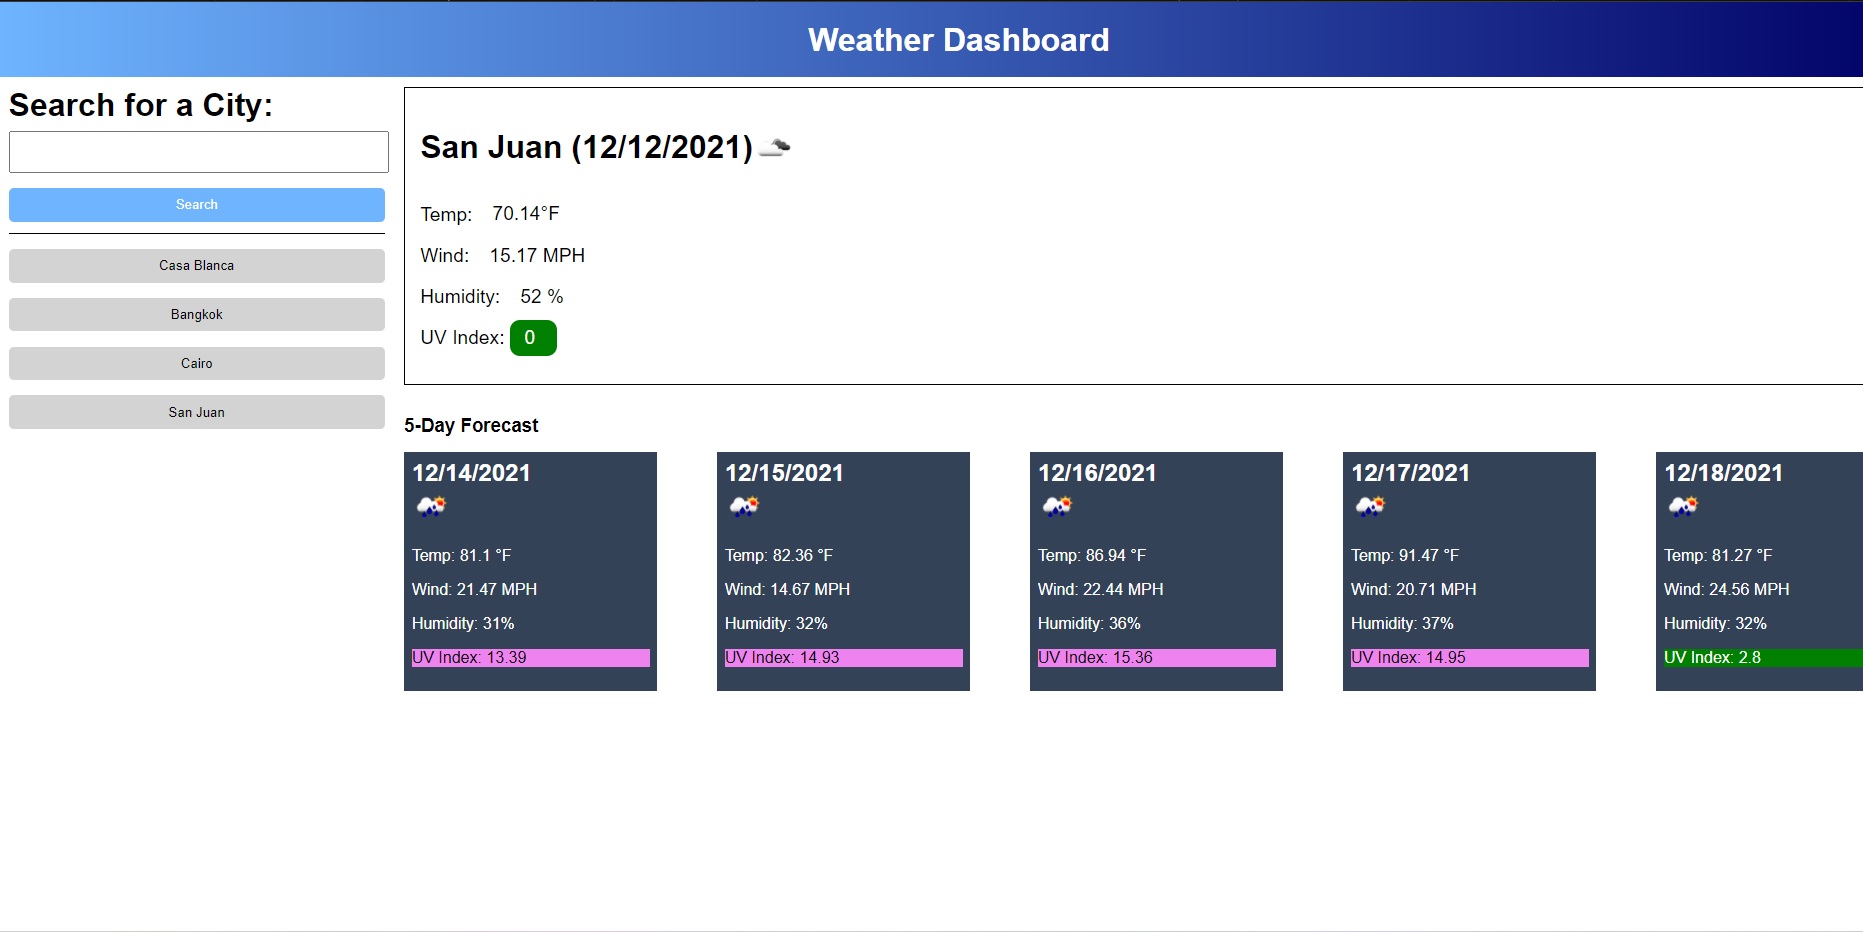 Weather Dashboard
Search for a City:
Search
Casa Blanca
Bangkok
Cairo
San Juan
San Juan (12/12/2021)
Temp: 70.14°F
Wind: 15.17 MPH
Humidity: 52 %
UV Index: 0
5-Day Forecast
12/14/2021
Temp: 81.1 °F
Wind: 21.47 MPH
Humidity: 31%
UV Index: 13.39
12/15/2021
Temp: 82.36 °F
Wind: 14.67 MPH
Humidity: 32%
UV Index: 14.93
12/16/2021
Temp: 86.94 °F
Wind: 22.44 MPH
Humidity: 36%
UV Index: 15.36
12/17/2021
Temp: 91.47 °F
Wind: 20.71 MPH
Humidity: 37%
UV Index: 14.95
12/18/2021
Temp: 81.27 °F
Wind: 24.56 MPH
Humidity: 32%
UV Index: 2.8